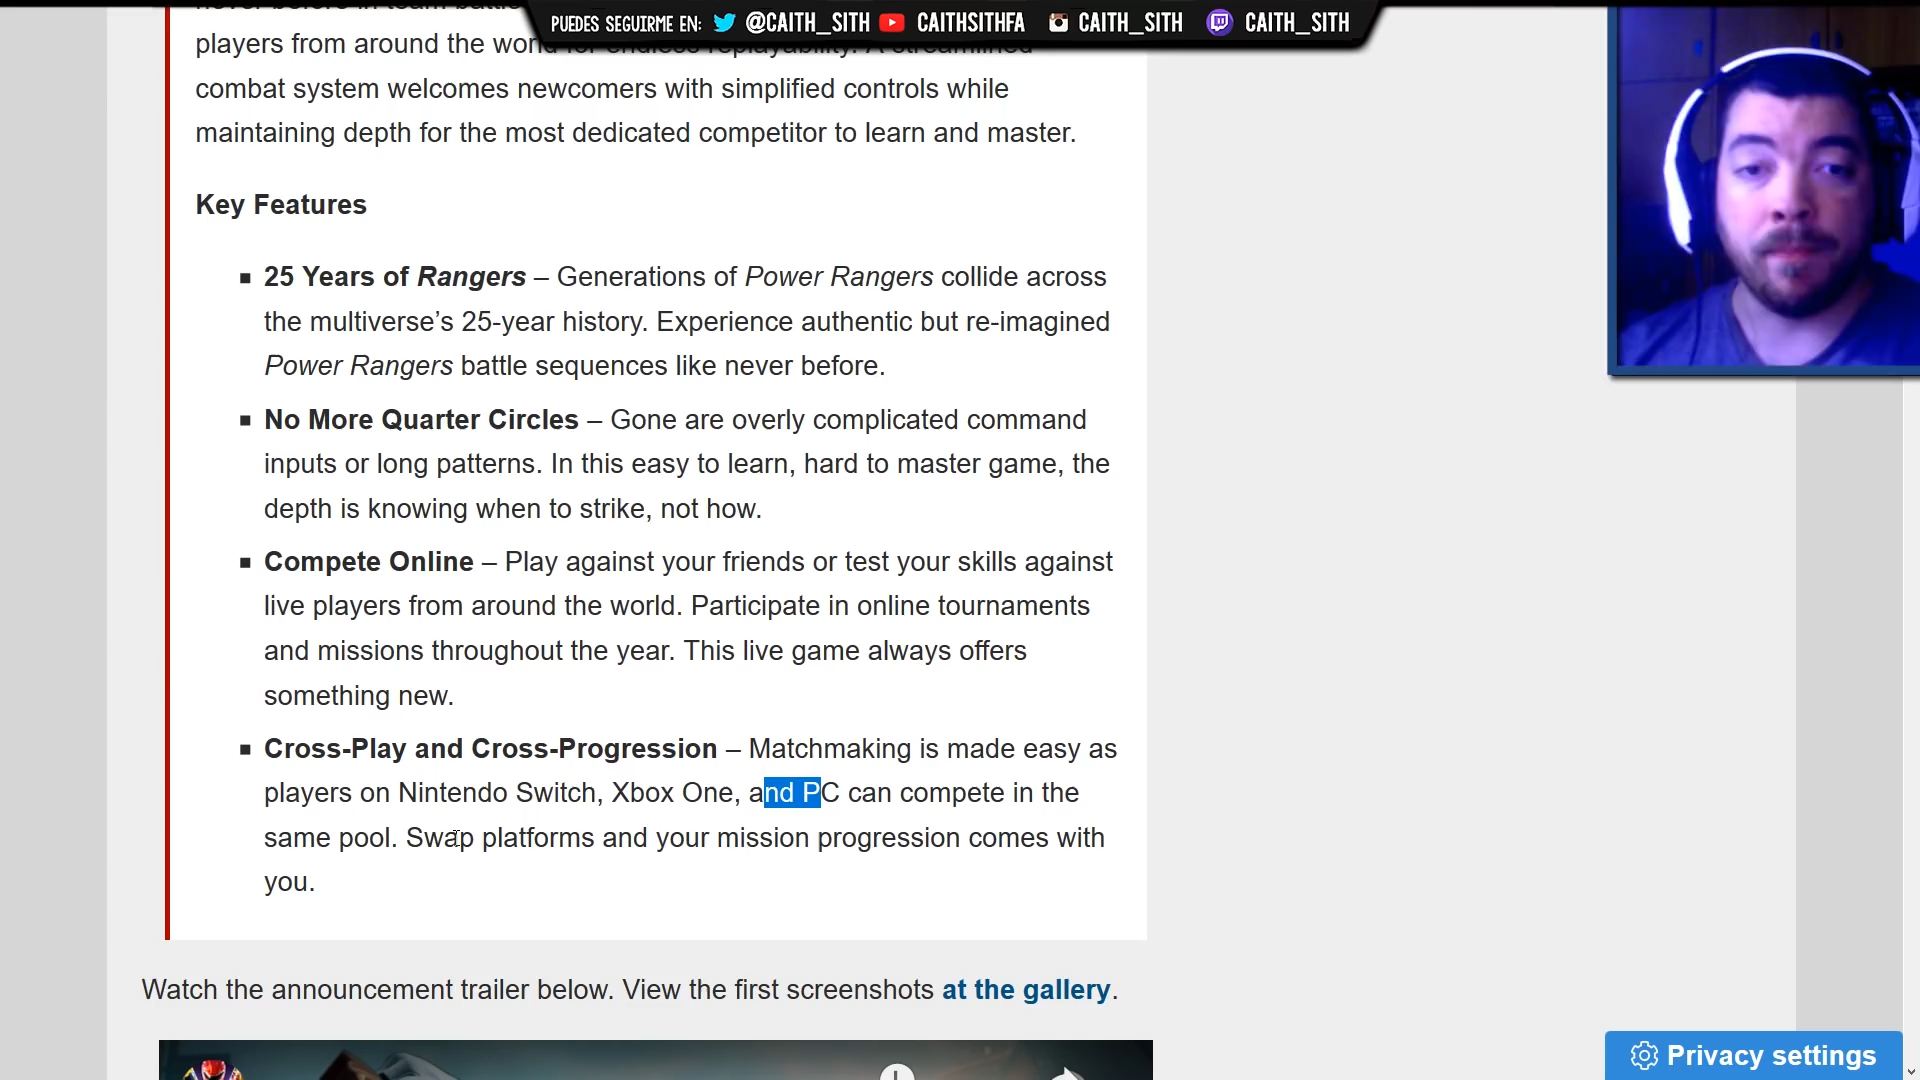 PUEDES SEGUIRME EN: @CAITH_SITH CAITHSITHFA CAITH_SITH CAITH_SITH
players from around the world for endless replayability. A streamlined
combat system welcomes newcomers with simplified controls while
maintaining depth for the most dedicated competitor to learn and master.
Key Features
25 Years of Rangers – Generations of Power Rangers collide across
the multiverse’s 25-year history. Experience authentic but re-imagined
Power Rangers battle sequences like never before.
No More Quarter Circles – Gone are overly complicated command
inputs or long patterns. In this easy to learn, hard to master game, the
depth is knowing when to strike, not how.
Compete Online – Play against your friends or test your skills against
live players from around the world. Participate in online tournaments
and missions throughout the year. This live game always offers
something new.
Cross-Play and Cross-Progression – Matchmaking is made easy as
players on Nintendo Switch, Xbox One, and PC can compete in the
same pool. Swap platforms and your mission progression comes with
you.
Watch the announcement trailer below. View the first screenshots at the gallery.
Privacy settings